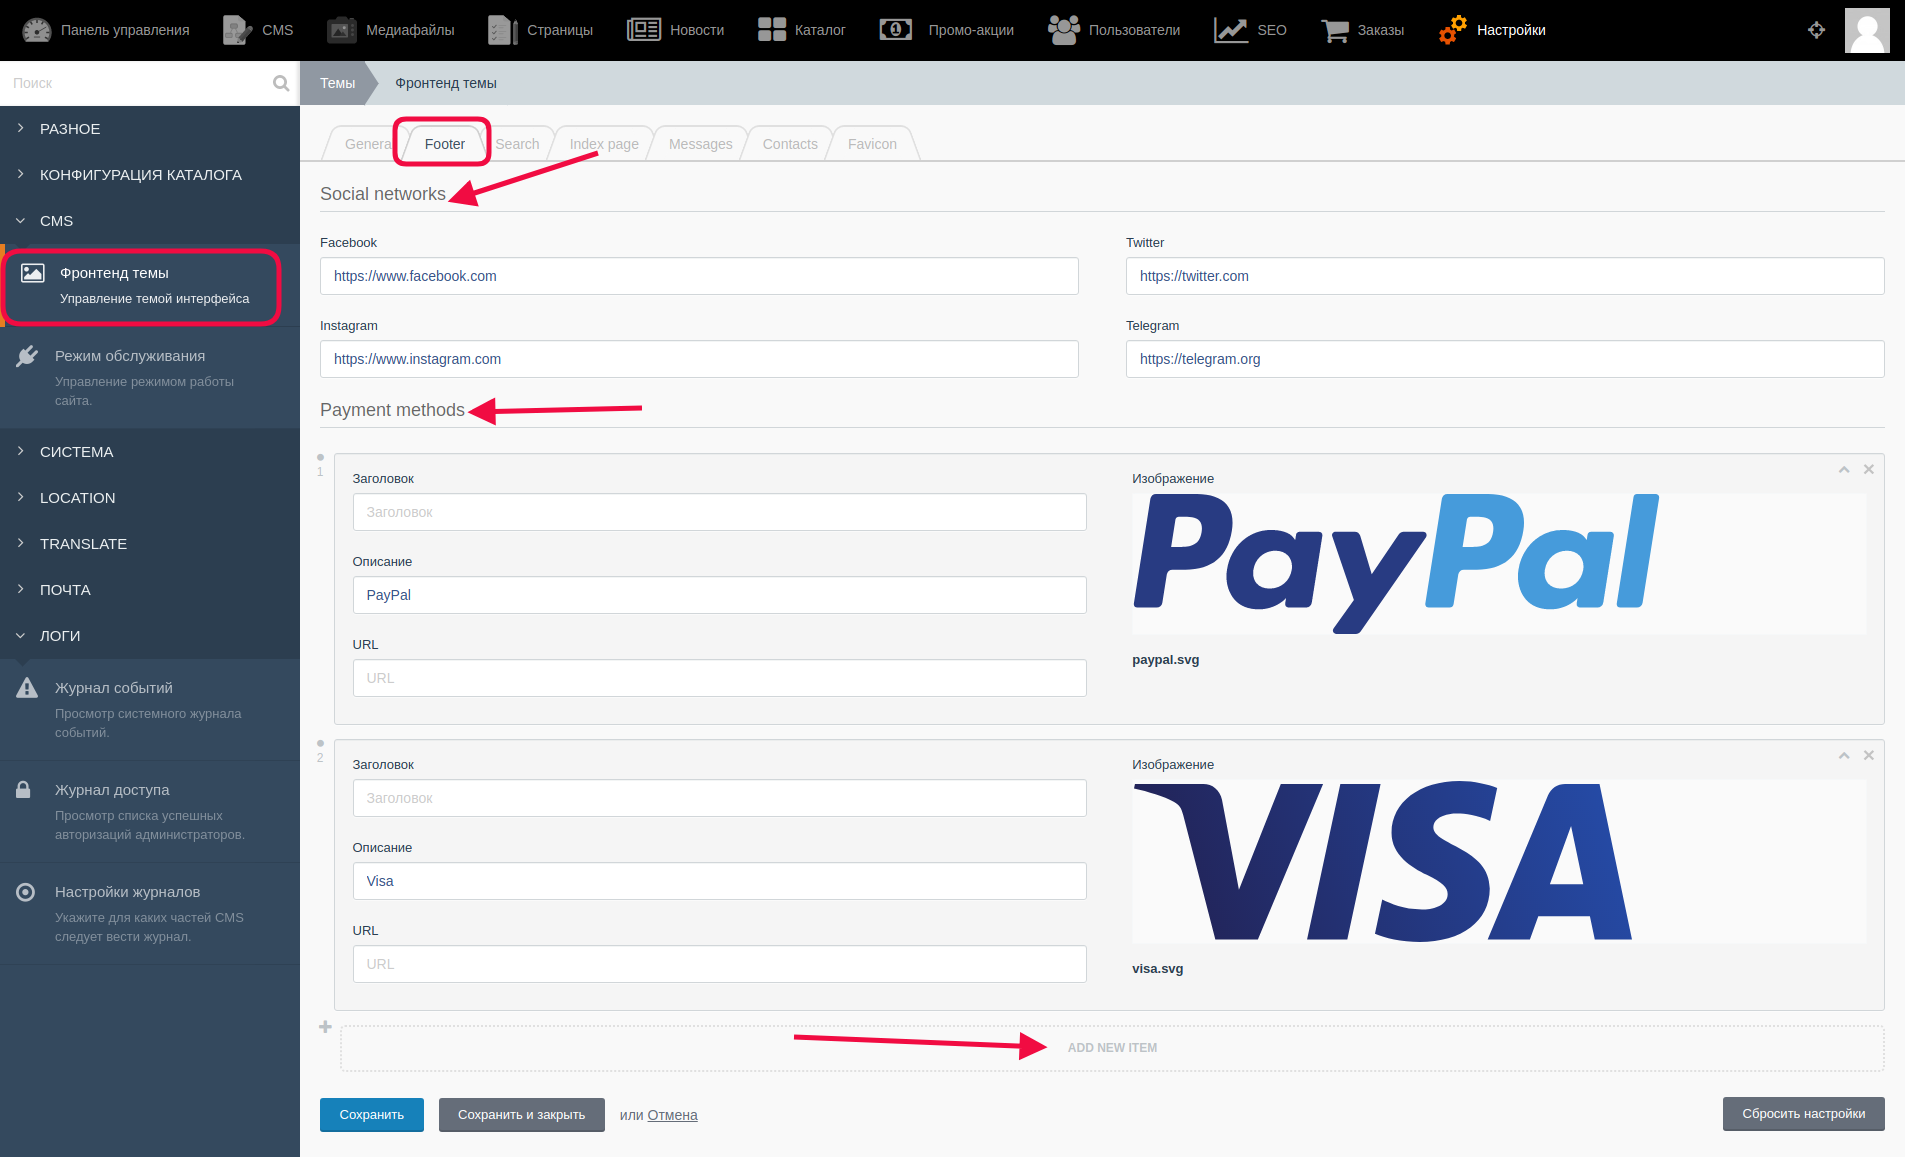 Панель управления
CMS
Медиафайлы
Страницы
Новости
Каталог
Промо-акции
Пользователи
SEO
Заказы
Настройки
Поиск
Темы
Фронтенд темы
РАЗНОЕ
КОНФИГУРАЦИЯ КАТАЛОГА
CMS
Фронтенд темы
Управление темой интерфейса
Режим обслуживания
Управление режимом работы
сайта.
СИСТЕМА
LOCATION
TRANSLATE
ПОЧТА
ЛОГИ
Журнал событий
Просмотр системного журнала
событий.
Журнал доступа
Просмотр списка успешных
авторизаций администраторов.
Настройки журналов
Укажите для каких частей CMS
следует вести журнал.
Genera
Footer
Search
Index page
Messages
Contacts
Favicon
Social networks
Facebook
https://www.facebook.com
Twitter
https://twitter.com
Instagram
https://www.instagram.com
Telegram
https://telegram.org
Payment methods
1
Заголовок
Заголовок
Описание
PayPal
URL
URL
Изображение
PayPal
paypal.svg
2
Заголовок
Заголовок
Описание
Visa
URL
URL
Изображение
VISA
visa.svg
ADD NEW ITEM
Сохранить
Сохранить и закрыть
или Отмена
Сбросить настройки